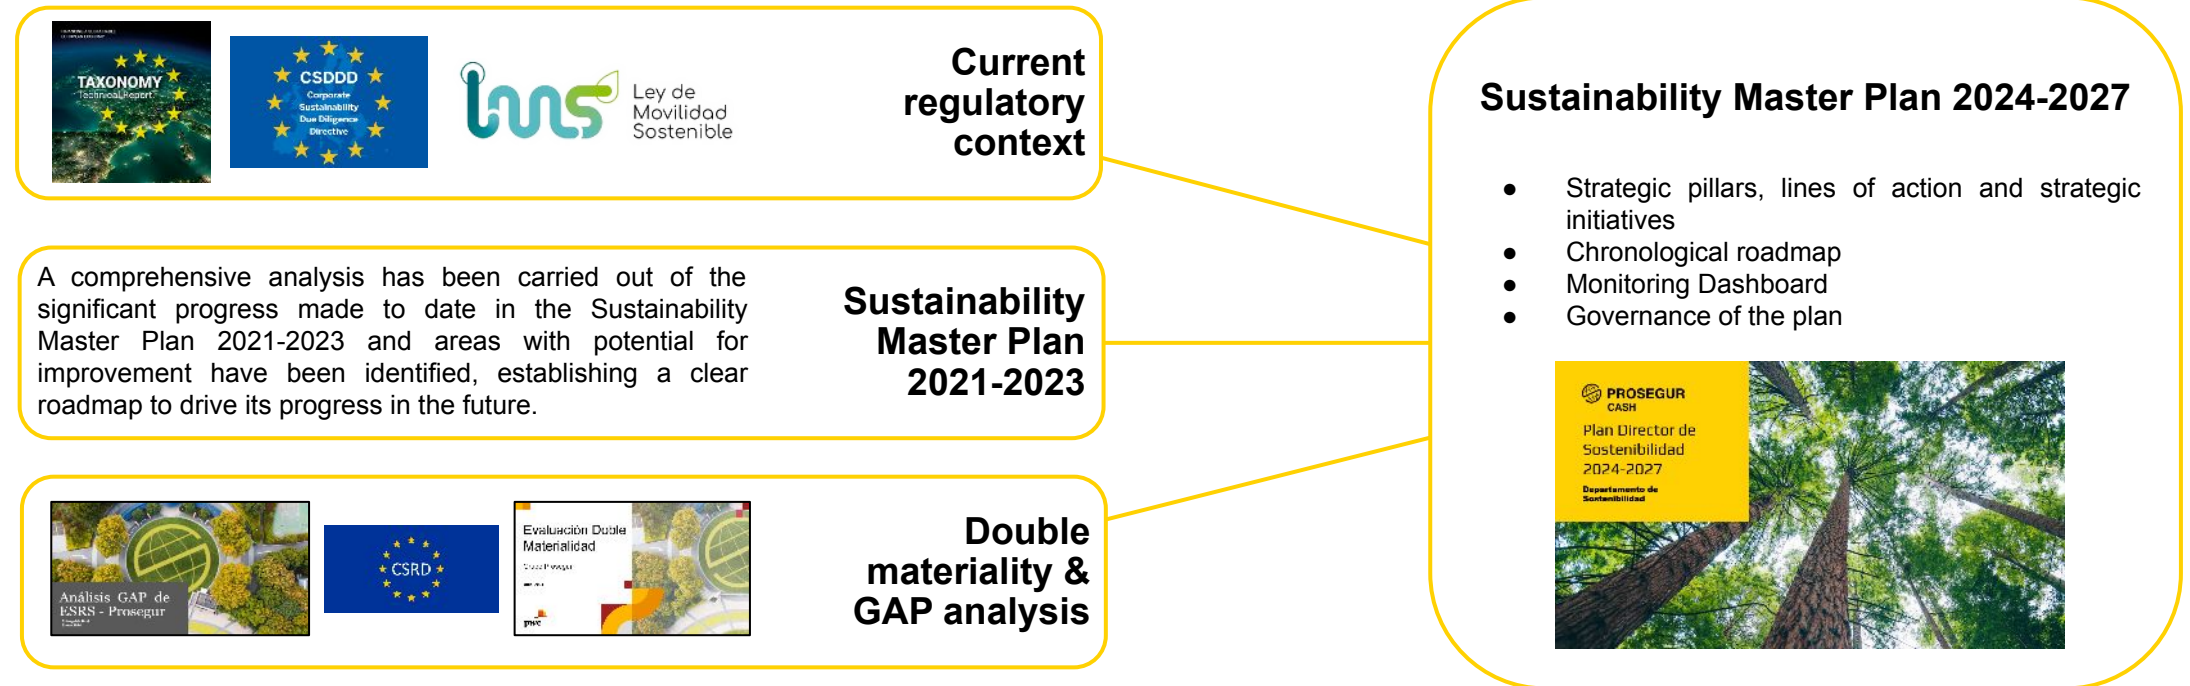 TAXONOMY
Technical Report
CSDDD
Corporate
Sustainability
Due Diligence
Directive
lms
Ley de
Movilidad
Sostenible
Current
regulatory
context
A comprehensive analysis has been carried out of the
significant progress made to date in the Sustainability
Master Plan 2021-2023 and areas with potential for
improvement have been identified, establishing a clear
roadmap to drive its progress in the future.
Sustainability
Master Plan
2021-2023
Análisis GAP de
ESRS - Prosegur
CSRD
Evaluación Doble
Materialidad
Grupo Prosegur
pwc
Double
materiality &
GAP analysis
Sustainability Master Plan 2024-2027
● Strategic pillars, lines of action and strategic
initiatives
● Chronological roadmap
● Monitoring Dashboard
● Governance of the plan
PROSEGUR
CASH
Plan Director de
Sostenibilidad
2024-2027
Departamento de
Sostenibilidad